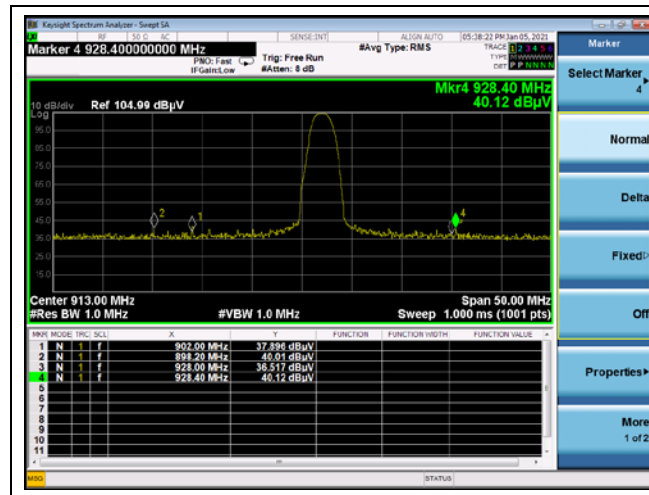 Keysight Spectrum Analyzer - Swept SA
RF 50 Ω AC SENSE:INT ALIGN AUTO 05:38:22 PM Jan 05, 2021
Marker 4 928.400000000 MHz
PNO: Fast
IFGain:Low
Trig: Free Run
#Atten: 8 dB
#Avg Type: RMS
TRACE 1 2 3 4 5 6
TYPE
DET P P N N N N
Mkr4 928.40 MHz
40.12 dBµV
10 dB/div Ref 104.99 dBµV
Log
95.0
85.0
75.0
65.0
55.0
45.0
35.0
25.0
15.0
2
1
4
Center 913.00 MHz Span 50.00 MHz
#Res BW 1.0 MHz #VBW 1.0 MHz Sweep 1.000 ms (1001 pts)
MKR MODE TRC SCL X Y FUNCTION FUNCTION WIDTH FUNCTION VALUE
1 N 1 f 902.00 MHz 37.896 dBµV
2 N 1 f 898.20 MHz 40.01 dBµV
3 N 1 f 928.00 MHz 36.517 dBµV
4 N 1 f 928.40 MHz 40.12 dBµV
5
6
7
8
9
10
11
MSG STATUS
Marker
Select Marker
4
Normal
Delta
Fixed
Off
Properties
More
1 of 2